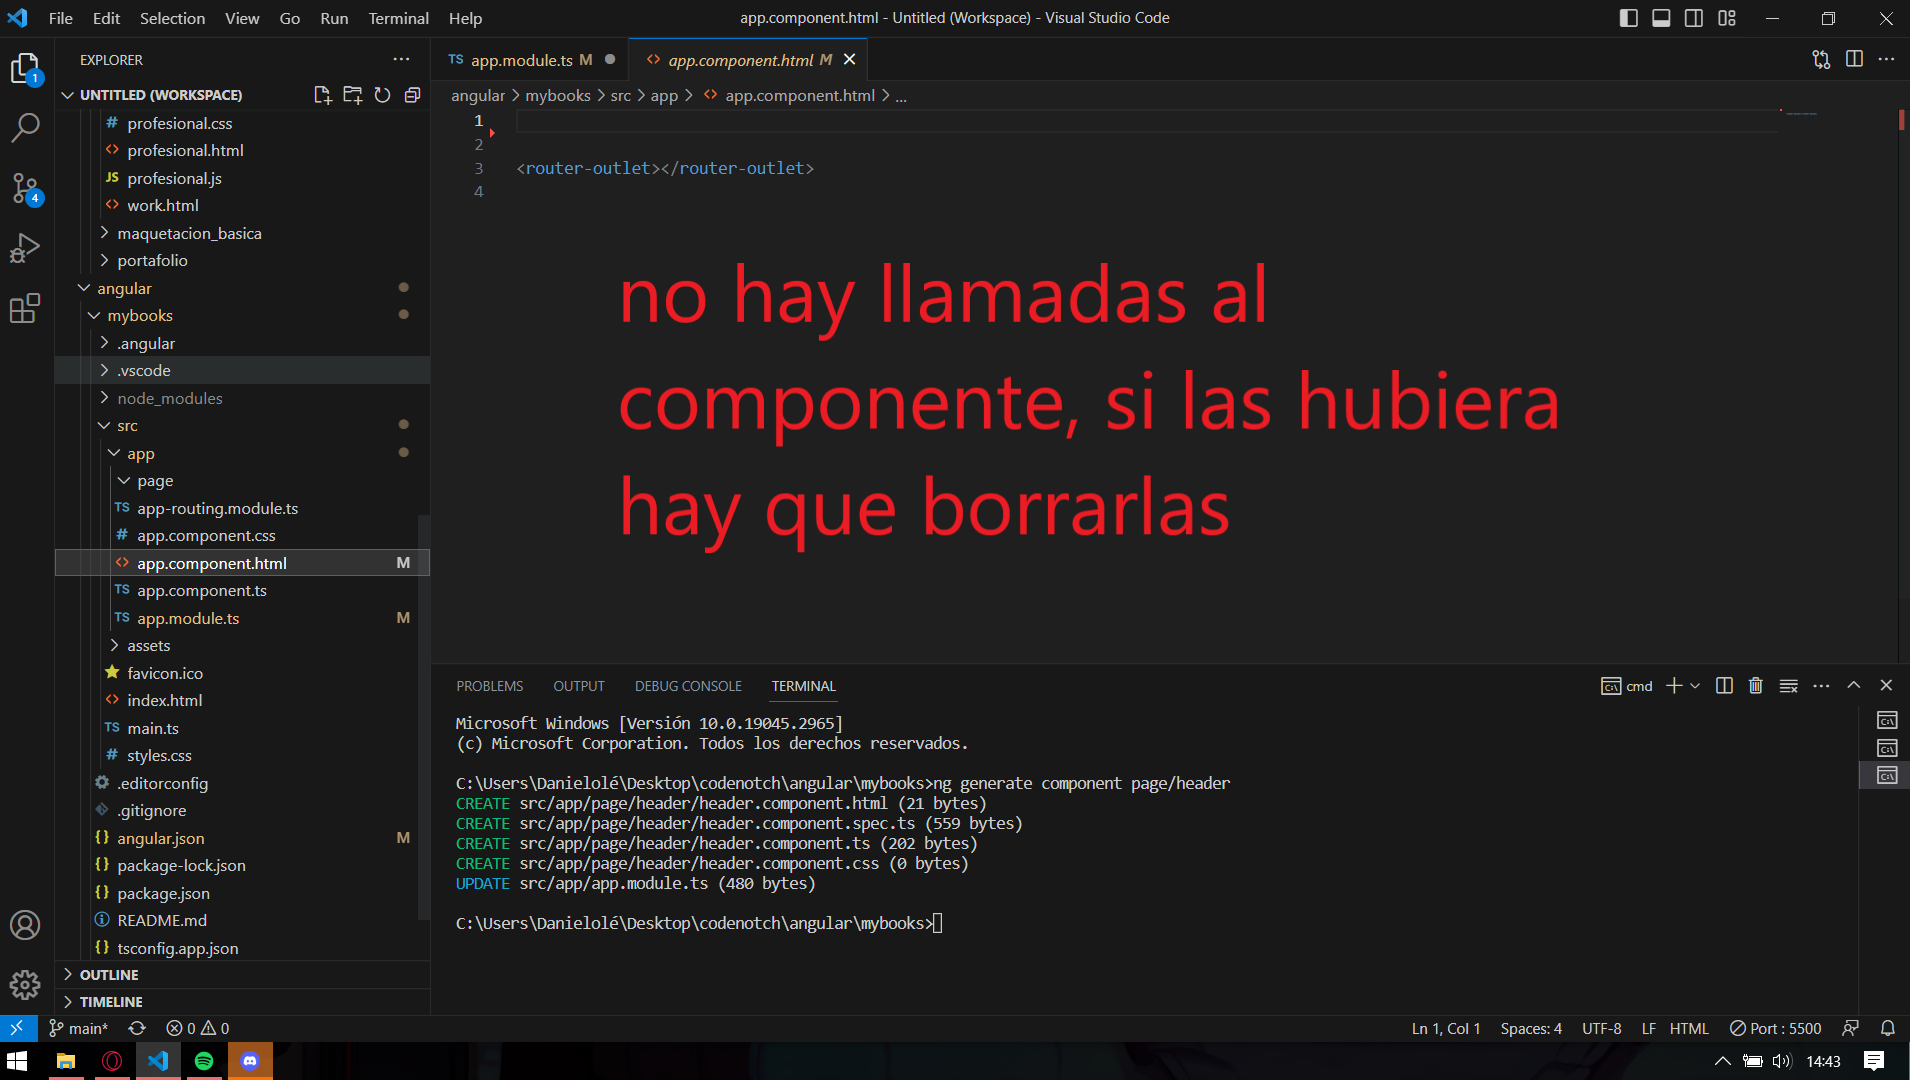 File Edit Selection View Go Run Terminal Help
app.component.html - Untitled (Workspace) - Visual Studio Code
EXPLORER
UNTITLED (WORKSPACE)
# profesional.css
<> profesional.html
JS profesional.js
<> work.html
maquetacion_basica
portafolio
angular
mybooks
.angular
.vscode
node_modules
src
app
page
TS app-routing.module.ts
# app.component.css
<> app.component.html M
TS app.component.ts
TS app.module.ts M
assets
favicon.ico
<> index.html
TS main.ts
# styles.css
.editorconfig
.gitignore
{} angular.json M
{} package-lock.json
{} package.json
README.md
{} tsconfig.app.json
OUTLINE
TIMELINE
1
4
TS app.module.ts M
<> app.component.html M
angular > mybooks > src > app > <> app.component.html > ...
1
2
3 <router-outlet></router-outlet>
4
no hay llamadas al
componente, si las hubiera
hay que borrarlas
PROBLEMS OUTPUT DEBUG CONSOLE TERMINAL
cmd
Microsoft Windows [Versión 10.0.19045.2965]
(c) Microsoft Corporation. Todos los derechos reservados.
C:\Users\Danielolé\Desktop\codenotch\angular\mybooks>ng generate component page/header
CREATE src/app/page/header/header.component.html (21 bytes)
CREATE src/app/page/header/header.component.spec.ts (559 bytes)
CREATE src/app/page/header/header.component.ts (202 bytes)
CREATE src/app/page/header/header.component.css (0 bytes)
UPDATE src/app/app.module.ts (480 bytes)
C:\Users\Danielolé\Desktop\codenotch\angular\mybooks>
main* 0 0
Ln 1, Col 1 Spaces: 4 UTF-8 LF HTML Port : 5500
14:43